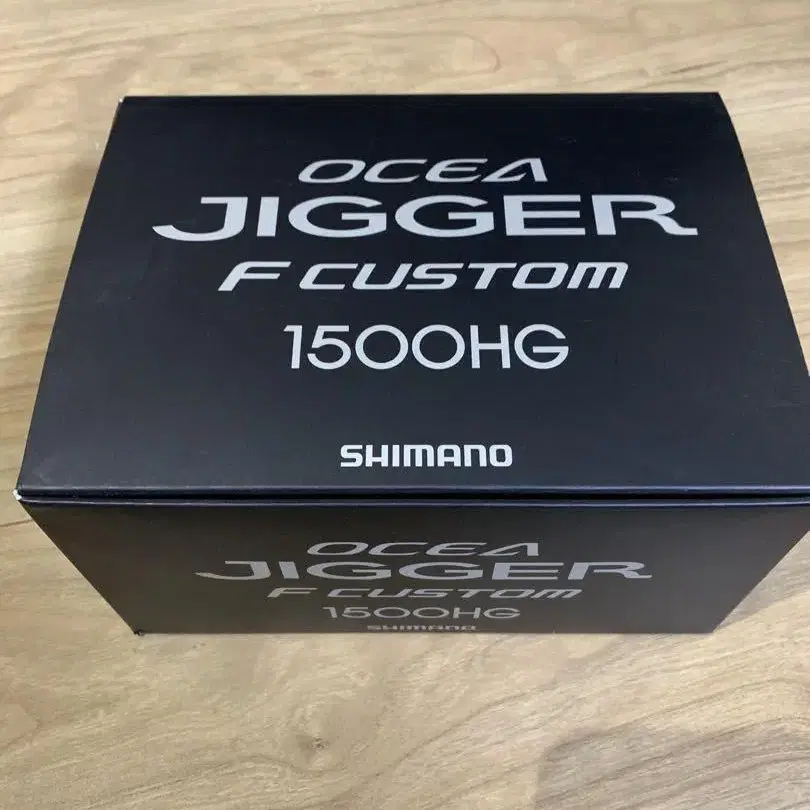 OCEA
JIGGER
F CUSTOM
1500HG
SHIMANO
OCEA
JIGGER
F CUSTOM
1500HG
SHIMANO